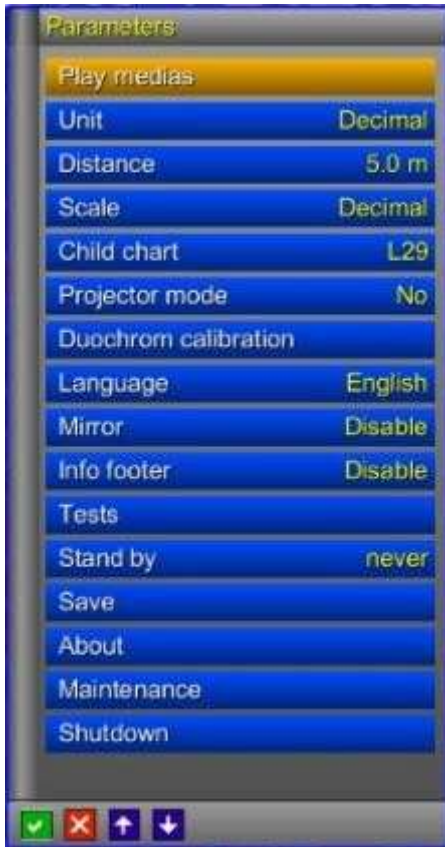 Parameters
Play medias
Unit Decimal
Distance 5.0 m
Scale Decimal
Child chart L29
Projector mode No
Duochrom calibration
Language English
Mirror Disable
Info footer Disable
Tests
Stand by never
Save
About
Maintenance
Shutdown